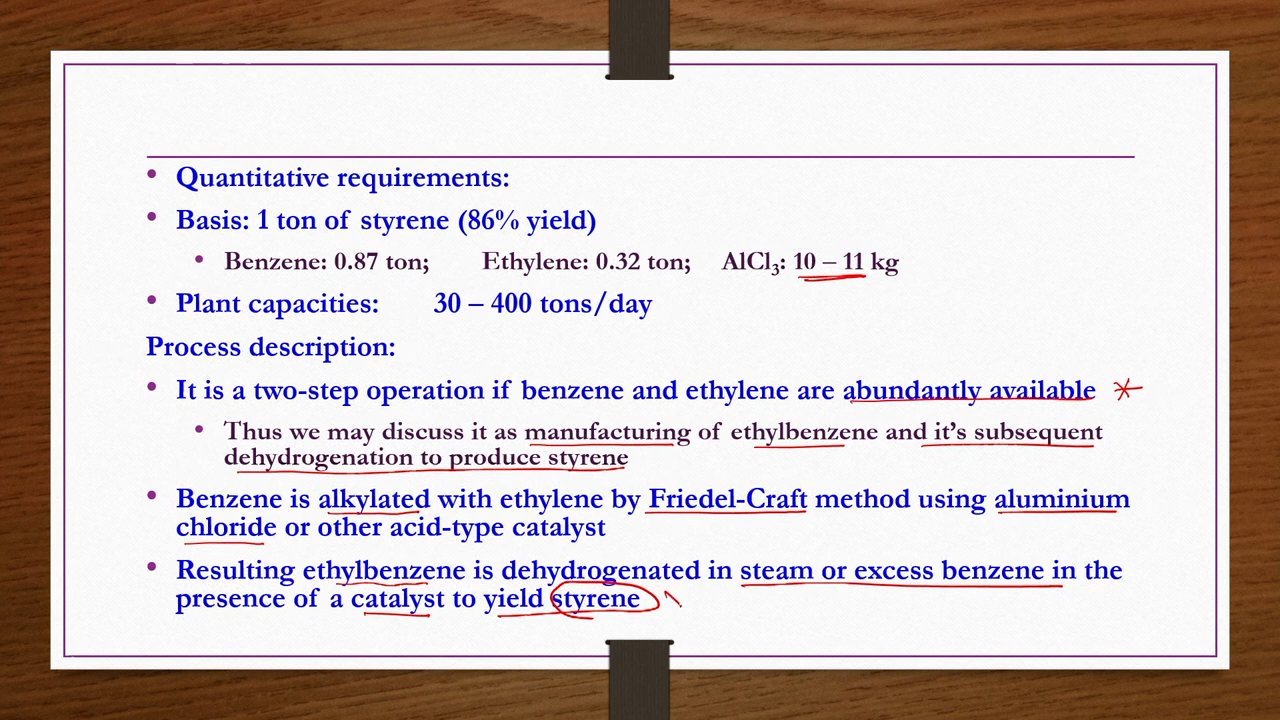 • Quantitative requirements:
• Basis: 1 ton of styrene (86% yield)
• Benzene: 0.87 ton; Ethylene: 0.32 ton; AlCl₃: 10 – 11 kg
• Plant capacities: 30 – 400 tons/day
Process description:
• It is a two-step operation if benzene and ethylene are abundantly available
• Thus we may discuss it as manufacturing of ethylbenzene and it's subsequent
dehydrogenation to produce styrene
• Benzene is alkylated with ethylene by Friedel-Craft method using aluminium
chloride or other acid-type catalyst
• Resulting ethylbenzene is dehydrogenated in steam or excess benzene in the
presence of a catalyst to yield styrene